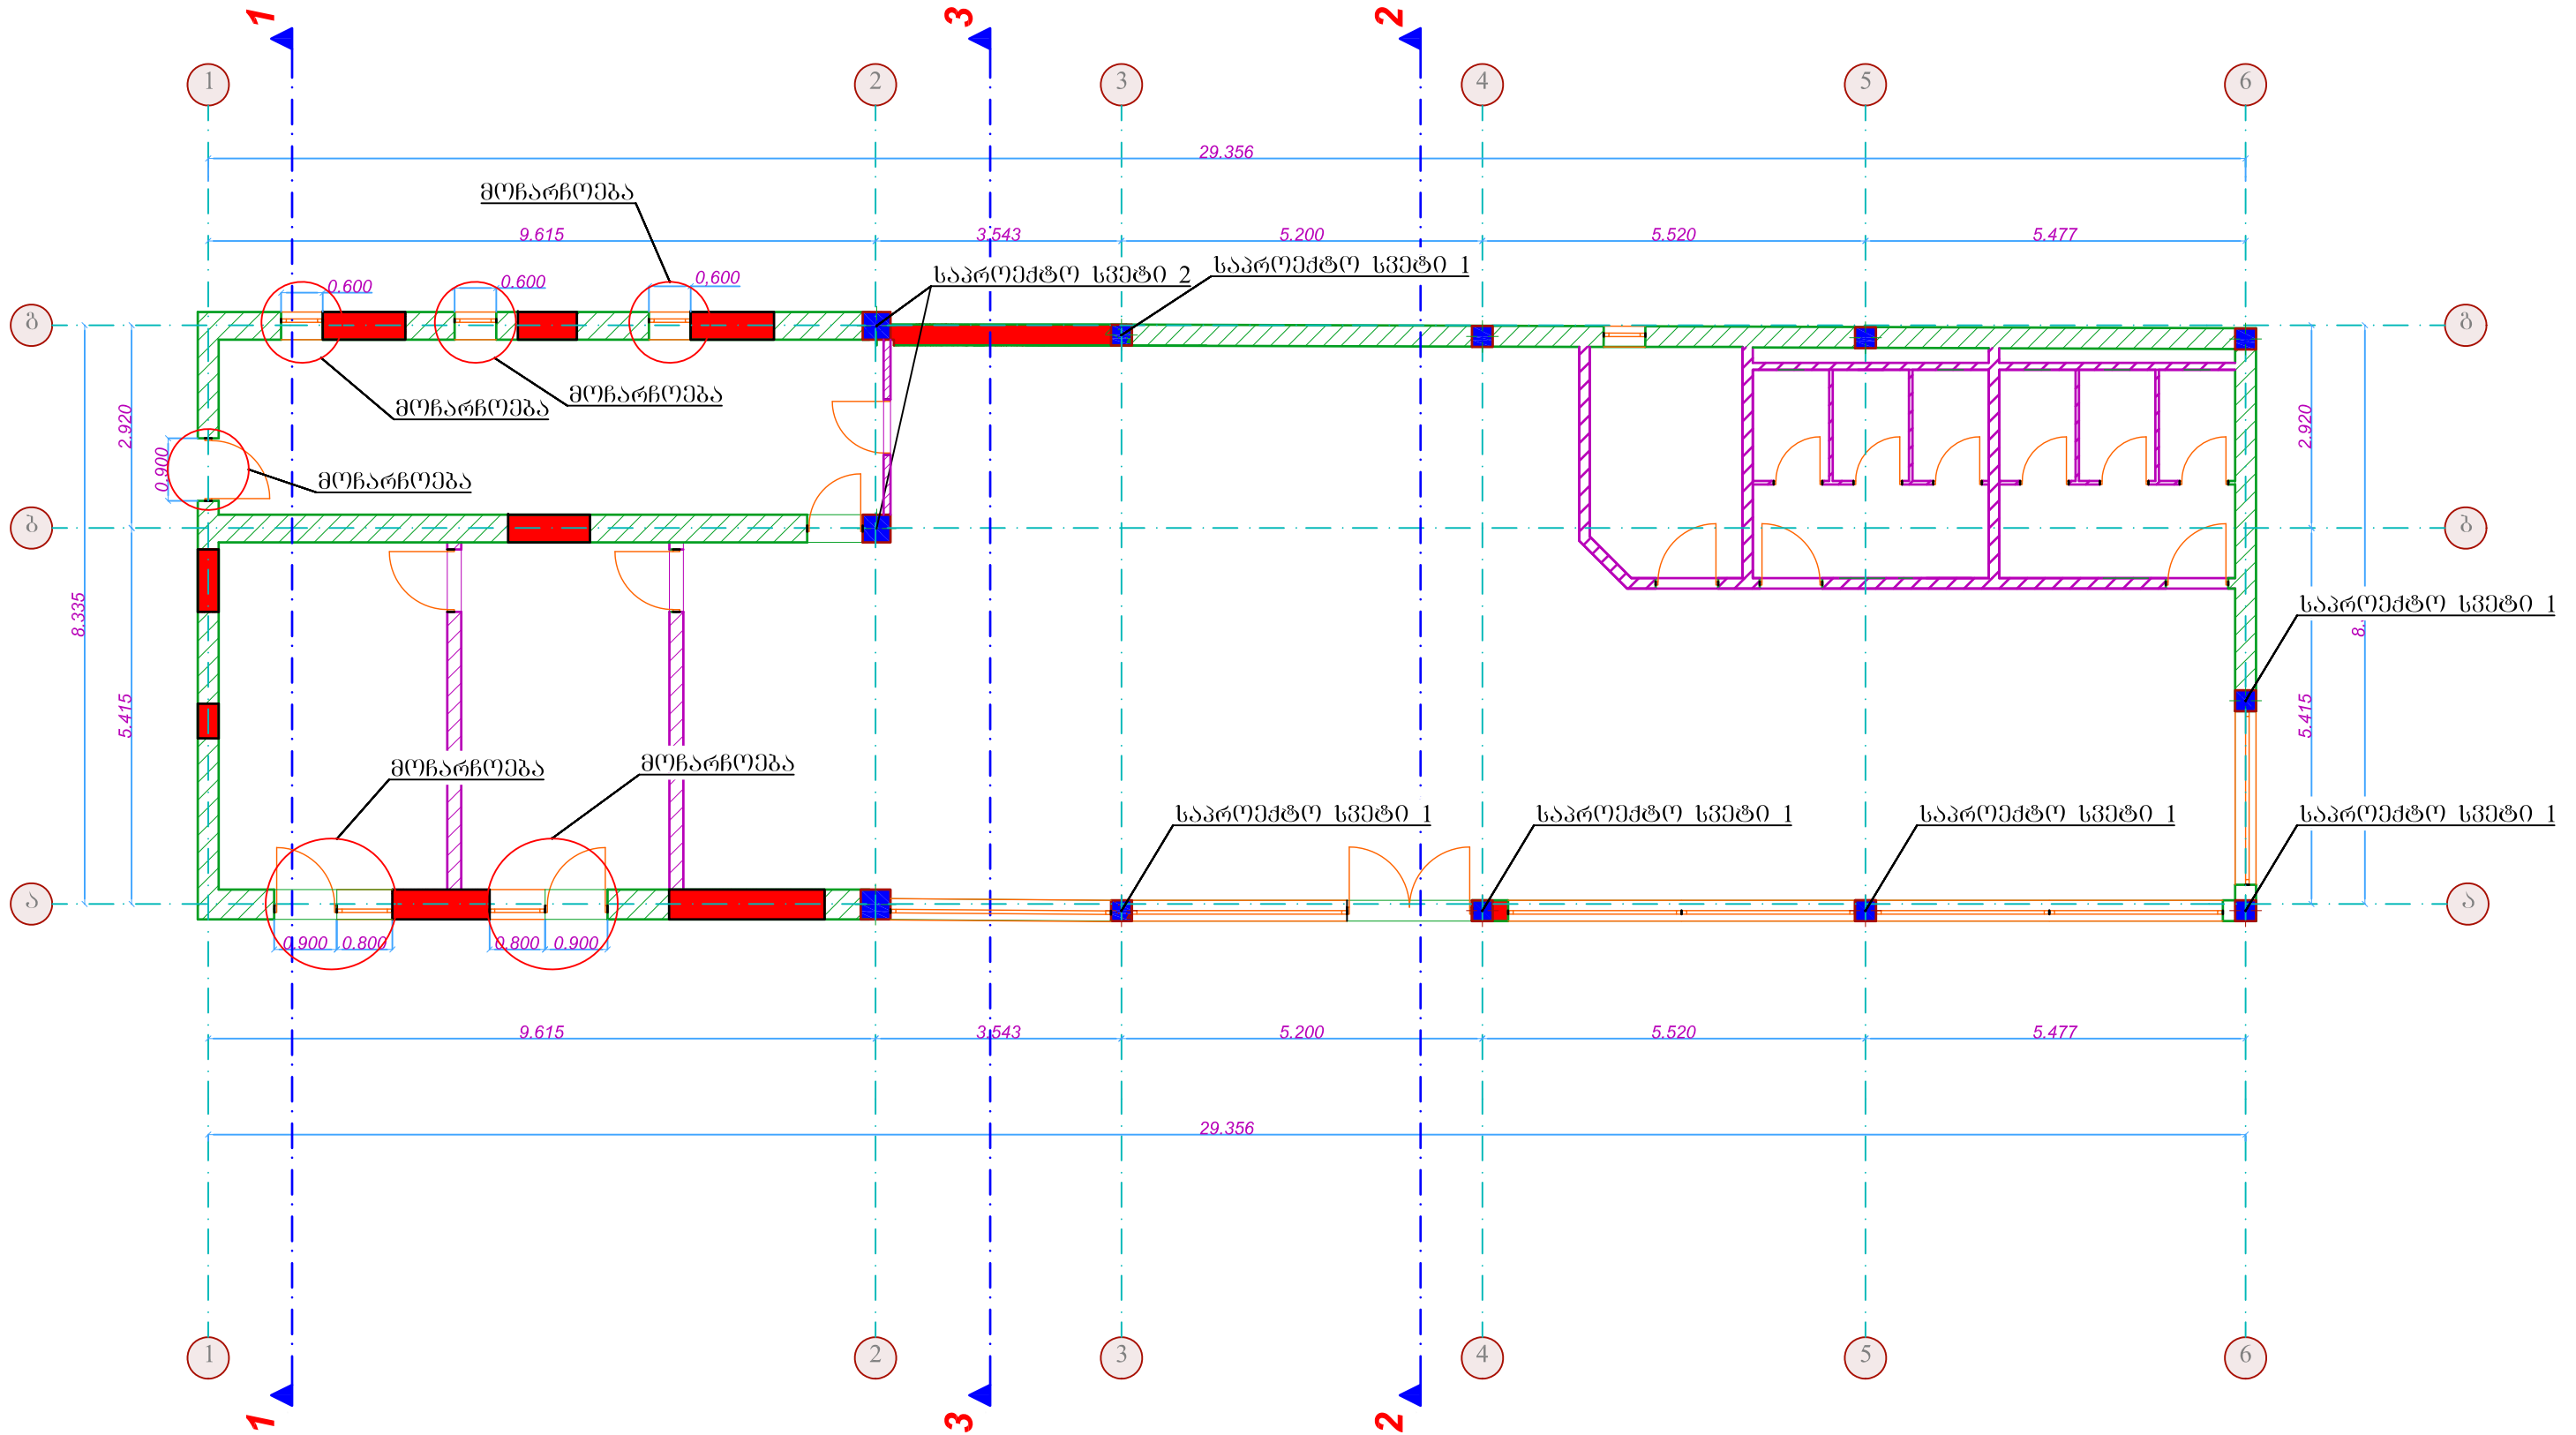 1
3
2
1
2
3
4
5
6
29.356
მოჩარჩოება
9.615
3.543
5.200
5.520
5.477
საპროექტო სვეტი 2
საპროექტო სვეტი 1
0.600
0.600
0,600
გ
გ
მოჩარჩოება
მოჩარჩოება
2.920
2.920
0.900
მოჩარჩოება
ბ
ბ
8.335
საპროექტო სვეტი 1
8.
5.415
5.415
მოჩარჩოება
მოჩარჩოება
საპროექტო სვეტი 1
საპროექტო სვეტი 1
საპროექტო სვეტი 1
საპროექტო სვეტი 1
ა
ა
0.900
0.800
0.800
0.900
9.615
3.543
5.200
5.520
5.477
29.356
1
2
3
4
5
6
1
3
2